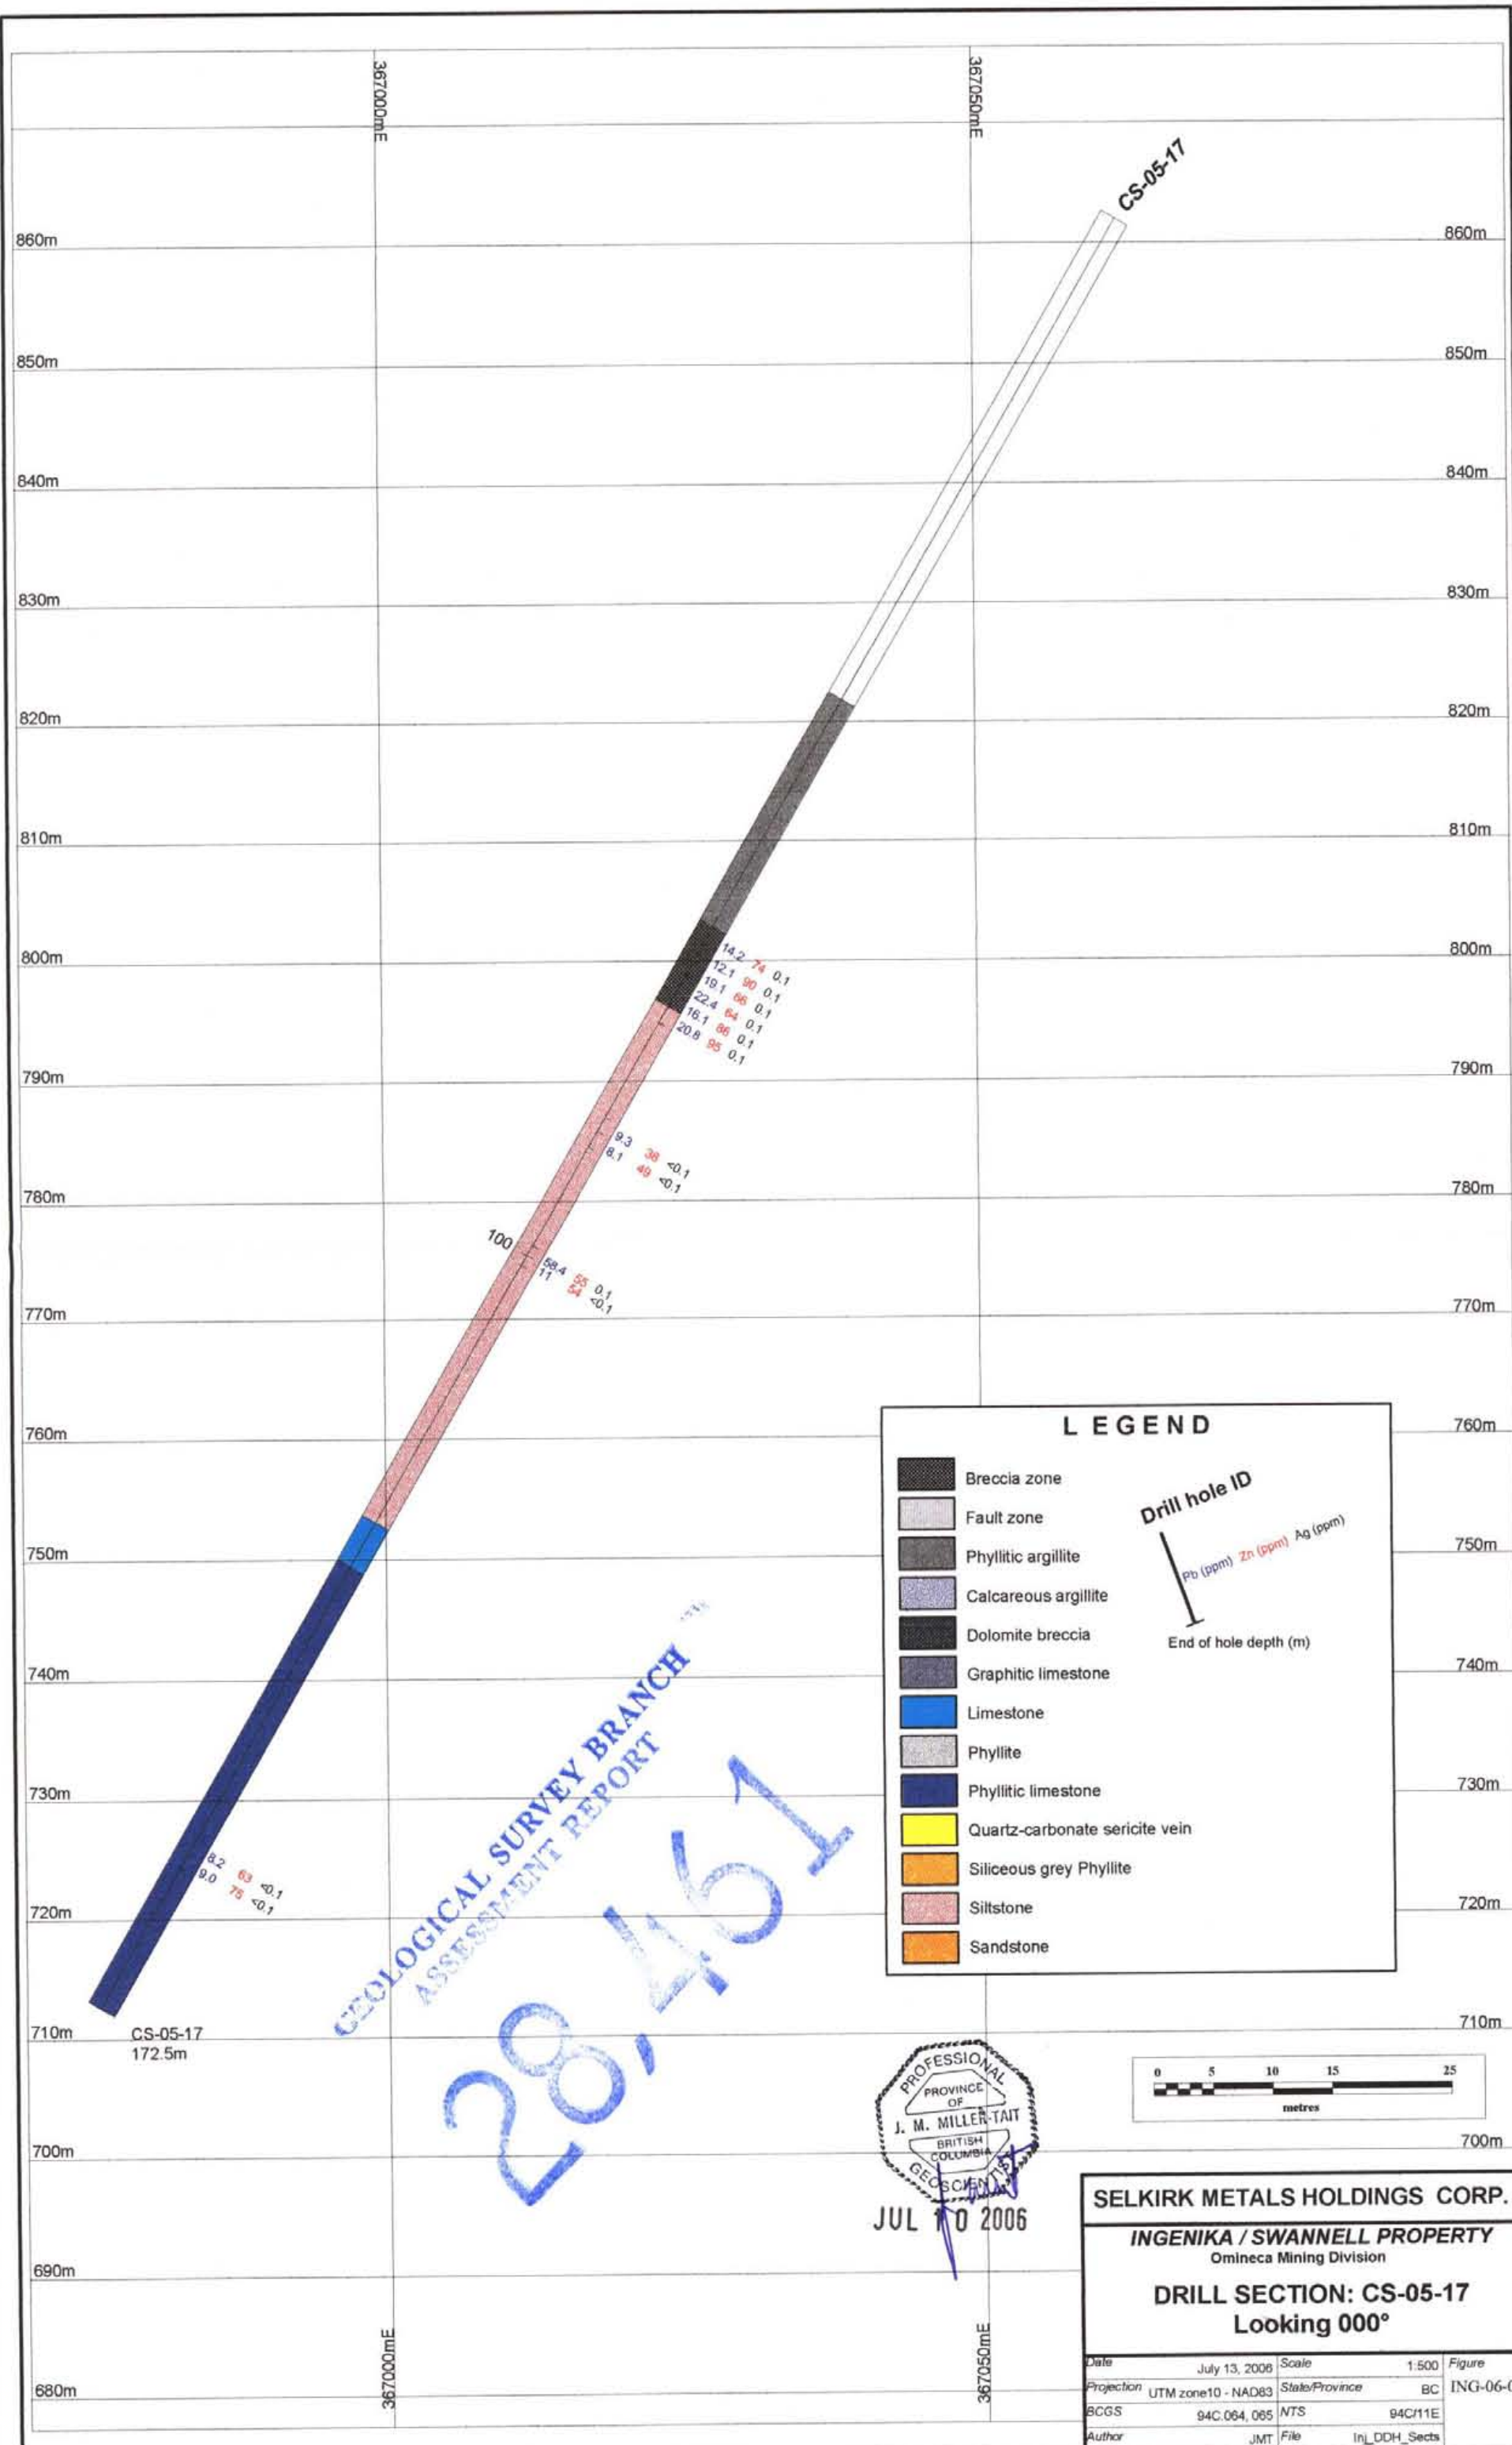 367000mE
367050mE
CS-05-17
860m
860m
850m
850m
840m
840m
830m
830m
820m
820m
810m
810m
800m
800m
14.2 74 0.1
12.1 90 0.1
19.1 66 0.1
22.4 64 0.1
16.1 86 0.1
20.8 95 0.1
790m
790m
9.3 38 <0.1
8.1 49 <0.1
780m
780m
100
58.4 55 0.1
11 54 <0.1
770m
770m
760m
760m
750m
750m
740m
740m
730m
730m
8.2 63 <0.1
9.0 76 <0.1
720m
720m
710m
710m
CS-05-17
172.5m
700m
700m
690m
680m
367000mE
367050mE
LEGEND
Breccia zone
Fault zone
Phyllitic argillite
Calcareous argillite
Dolomite breccia
Graphitic limestone
Limestone
Phyllite
Phyllitic limestone
Quartz-carbonate sericite vein
Siliceous grey Phyllite
Siltstone
Sandstone
Drill hole ID
Pb (ppm) Zn (ppm) Ag (ppm)
End of hole depth (m)
GEOLOGICAL SURVEY BRANCH
ASSESSMENT REPORT
28,461
PROFESSIONAL
PROVINCE
OF
J. M. MILLER-TAIT
BRITISH
COLUMBIA
GEOSCIENTIST
JUL 10 2006
0 5 10 15 25
metres
SELKIRK METALS HOLDINGS CORP.
INGENIKA / SWANNELL PROPERTY
Omineca Mining Division
DRILL SECTION: CS-05-17
Looking 000°
Date July 13, 2006 Scale 1:500 Figure
Projection UTM zone10 - NAD83 State/Province BC ING-06-0
BCGS 94C.064, 065 NTS 94C/11E
Author JMT File Inj_DDH_Sects